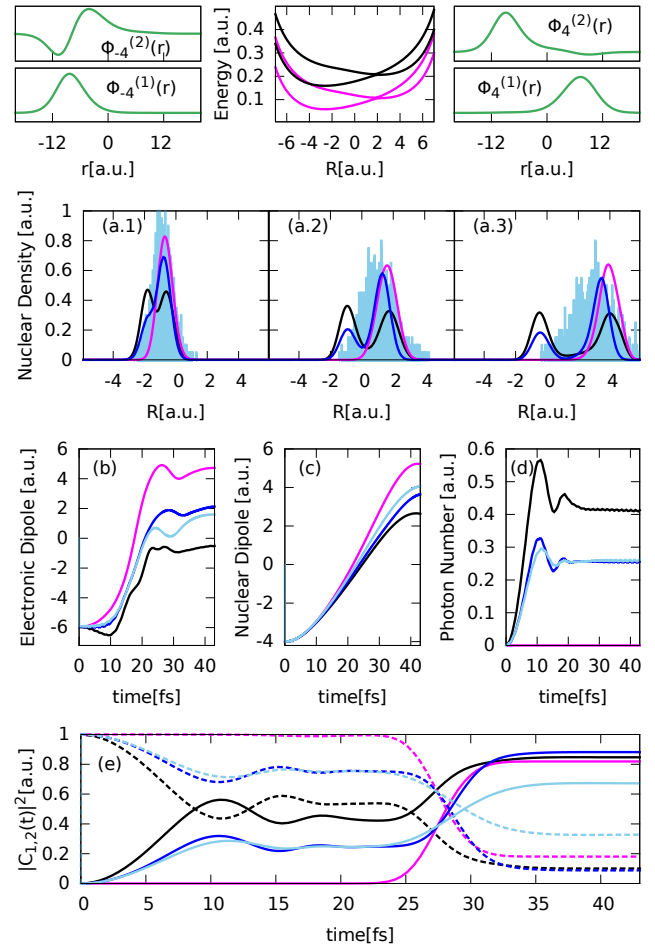 Φ-4(2)(r)
Φ-4(1)(r)
-12 0 12
r[a.u.]
Energy [a.u.]
0.4
0.3
0.2
0.1
-6 -4 -2 0 2 4 6
R[a.u.]
Φ4(2)(r)
Φ4(1)(r)
-12 0 12
r[a.u.]
Nuclear Density [a.u.]
1
0.8
0.6
0.4
0.2
0
(a.1)
(a.2)
(a.3)
-4 -2 0 2 4
-4 -2 0 2 4
-4 -2 0 2 4
R[a.u.]
R[a.u.]
R[a.u.]
Electronic Dipole [a.u.]
6
4
2
0
-2
-4
-6
(b)
0 10 20 30 40
time[fs]
Nuclear Dipole [a.u.]
6
4
2
0
-2
-4
(c)
0 10 20 30 40
time[fs]
Photon Number [a.u.]
0.6
0.5
0.4
0.3
0.2
0.1
0
(d)
0 10 20 30 40
time[fs]
|C1,2(t)|2[a.u.]
1
0.8
0.6
0.4
0.2
0
(e)
0 5 10 15 20 25 30 35 40
time[fs]